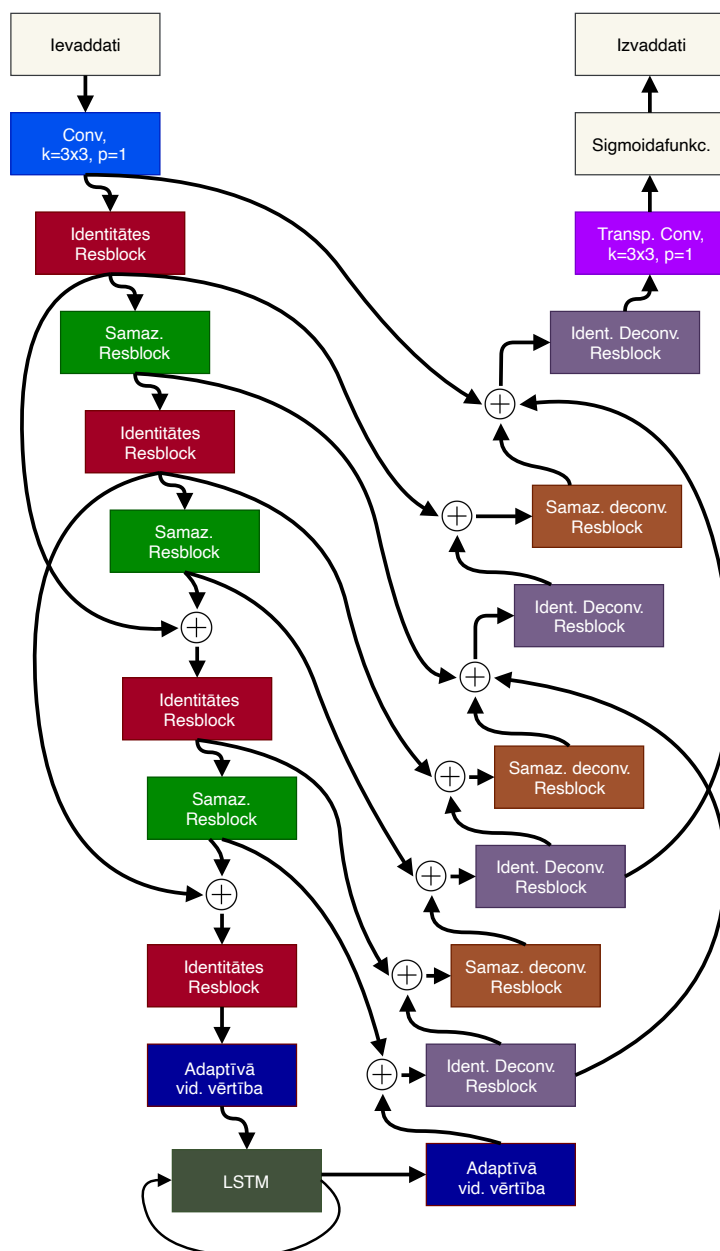 Ievaddati
Conv,
k=3x3, p=1
Identitātes
Resblock
Samaz.
Resblock
Identitātes
Resblock
Samaz.
Resblock
Identitātes
Resblock
Samaz.
Resblock
Identitātes
Resblock
Adaptīvā
vid. vērtība
LSTM
Adaptīvā
vid. vērtība
Ident. Deconv.
Resblock
Samaz. deconv.
Resblock
Ident. Deconv.
Resblock
Samaz. deconv.
Resblock
Ident. Deconv.
Resblock
Samaz. deconv.
Resblock
Ident. Deconv.
Resblock
Transp. Conv,
k=3x3, p=1
Sigmoidafunkc.
Izvaddati